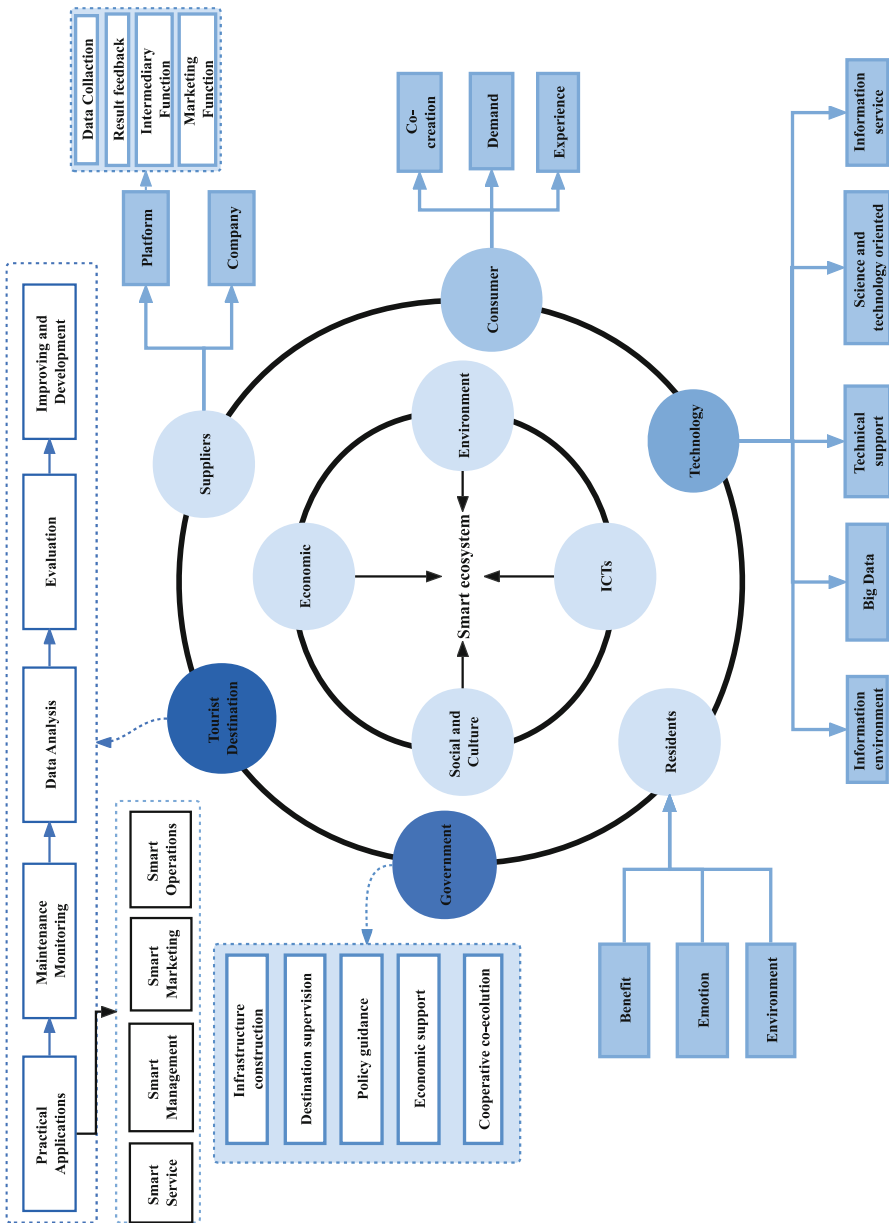 Practical
Applications
Maintenance
Monitoring
Data Analysis
Evaluation
Improving and
Development
Smart
Service
Smart
Management
Smart
Marketing
Smart
Operations
Data Collaction
Result feedback
Intermediary
Function
Marketing
Function
Platform
Company
Infrastructure
construction
Destination supervision
Policy guidance
Economic support
Cooperative co-ecolution
Tourist
Destination
Suppliers
Government
Consumer
Technology
Residents
Economic
Social and
Culture
Smart ecosystem
Environment
ICTs
Co-
creation
Demand
Experience
Benefit
Emotion
Environment
Information
environment
Big Data
Technical
support
Science and
technology oriented
Information
service